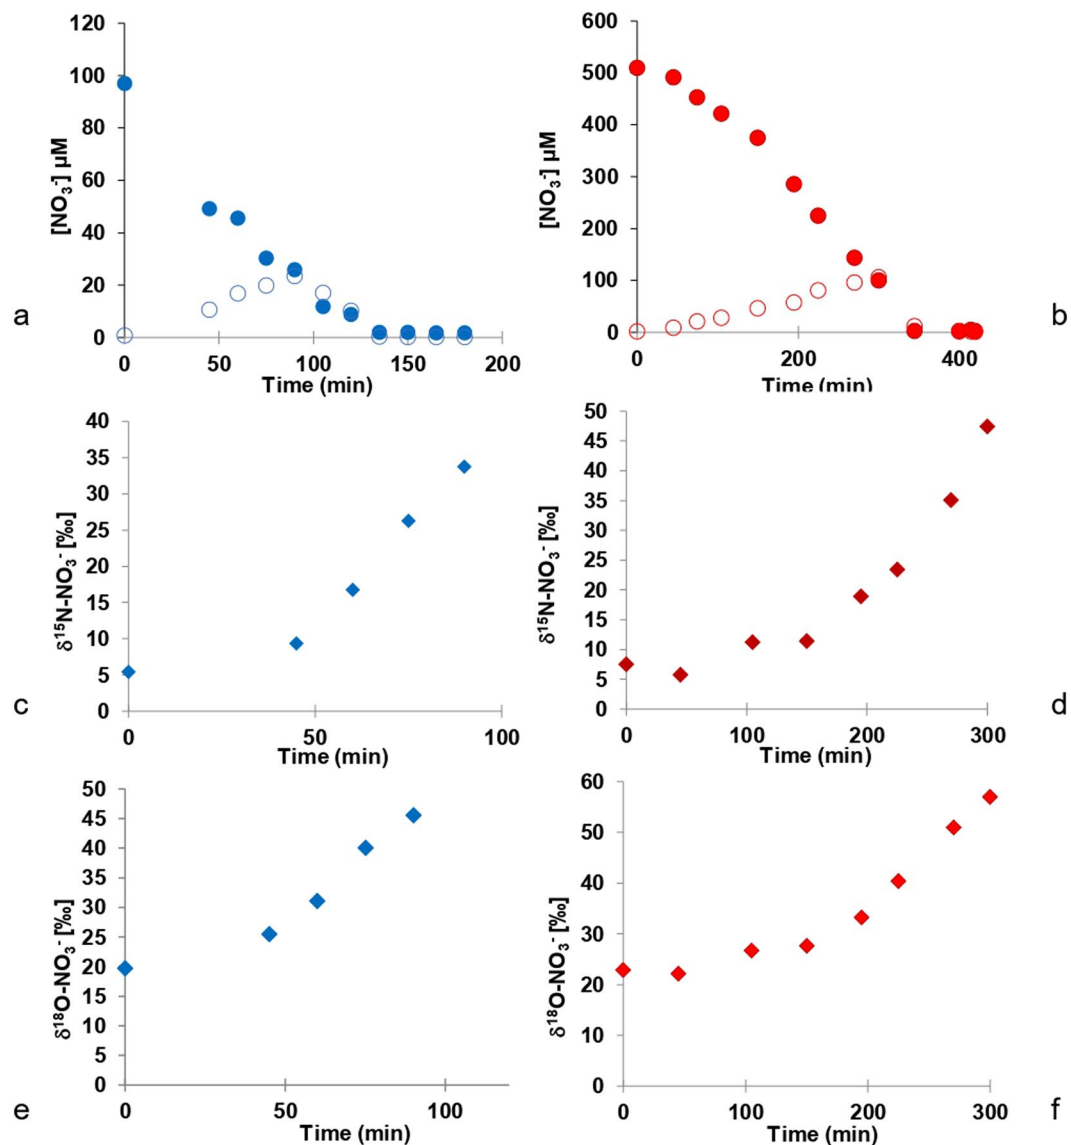 120
100
80
60
40
20
0
[NO₃⁻] µM
0 50 100 150 200
Time (min)
a
600
500
400
300
200
100
0
[NO₃⁻] µM
0 200 400
Time (min)
b
40
35
30
25
20
15
10
5
0
δ¹⁵N-NO₃⁻ [‰]
0 50 100
Time (min)
c
50
45
40
35
30
25
20
15
10
5
0
δ¹⁵N-NO₃⁻ [‰]
0 100 200 300
Time (min)
d
50
45
40
35
30
25
20
15
10
5
0
δ¹⁸O-NO₃⁻ [‰]
0 50 100
Time (min)
e
60
50
40
30
20
10
0
δ¹⁸O-NO₃⁻ [‰]
0 100 200 300
Time (min)
f